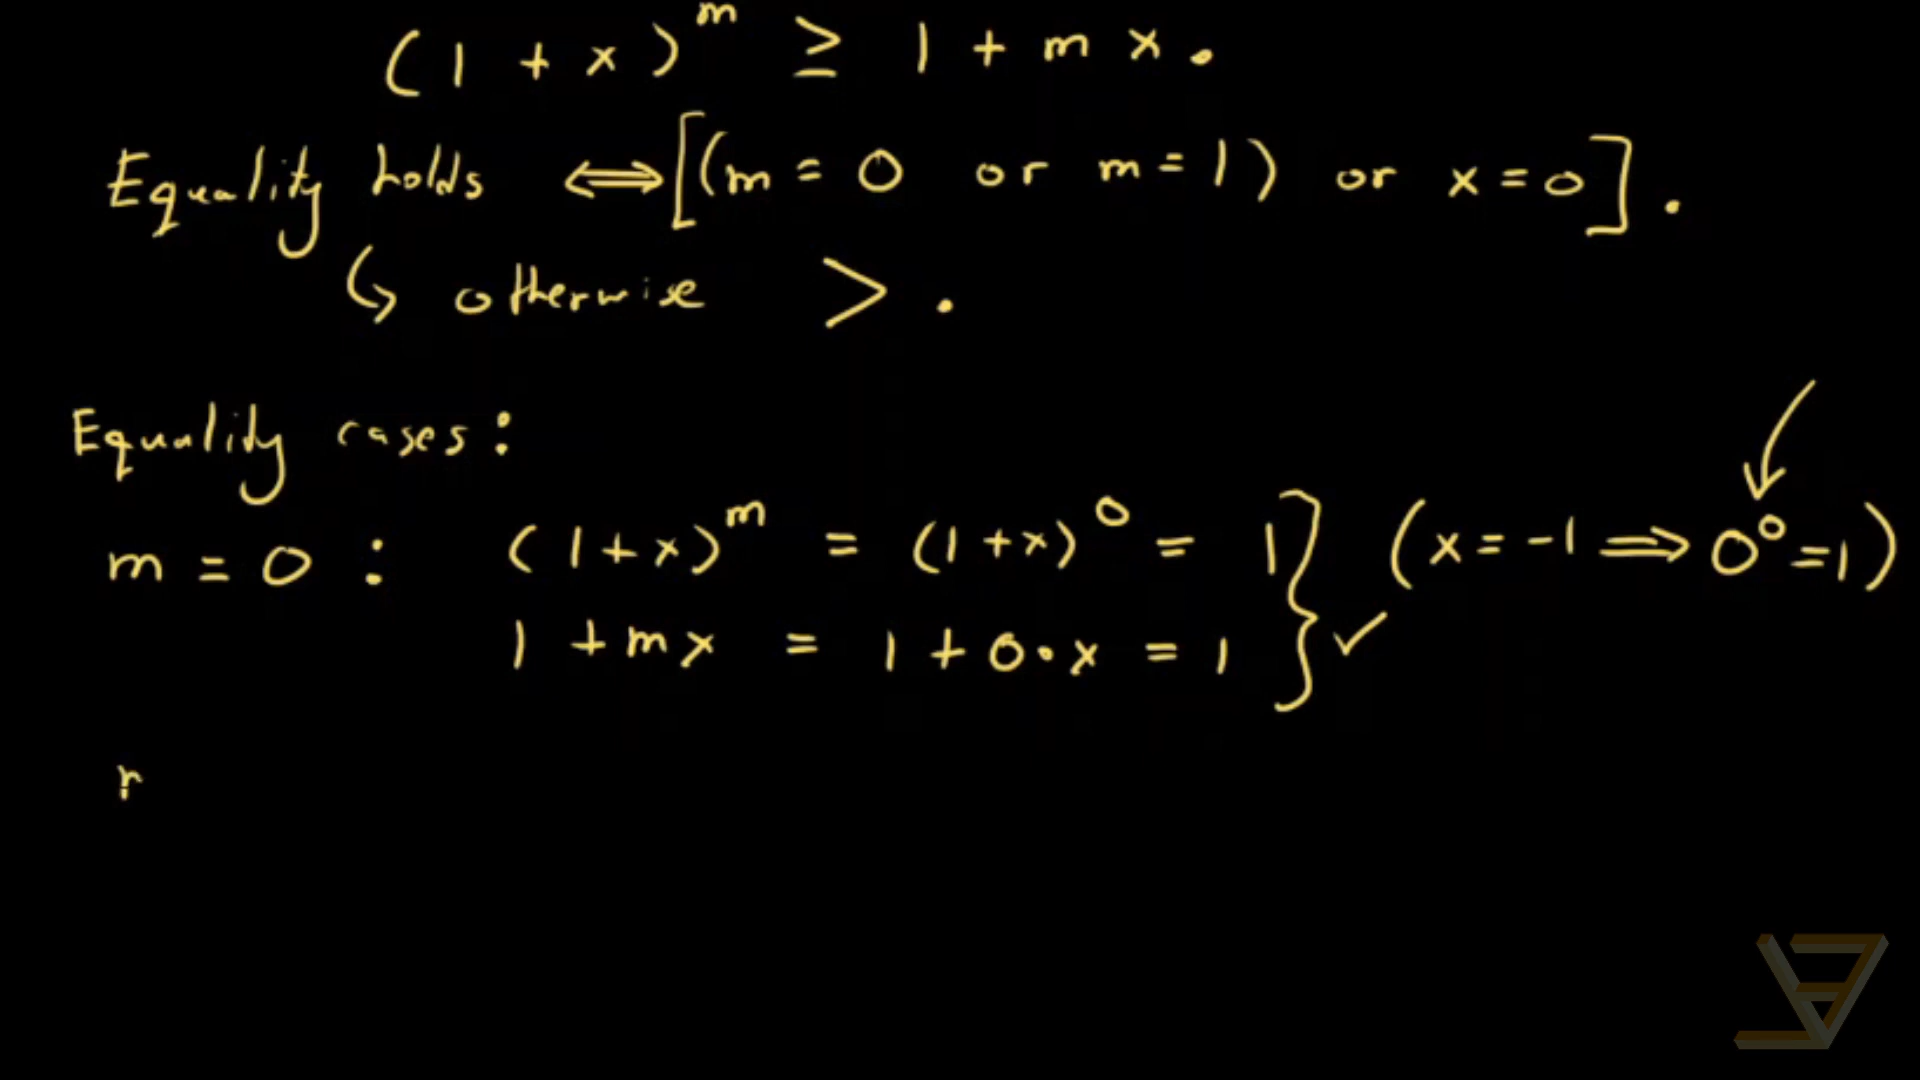 (1 + x)^m ≥ 1 + m x.
Equality holds ⟺ [(m = 0 or m = 1) or x = 0].
↳ otherwise > .
Equality cases:
m = 0 : (1+x)^m = (1+x)^0 = 1 } (x = -1 ⟹ 0^0 = 1)
1 + mx = 1 + 0·x = 1 ✓